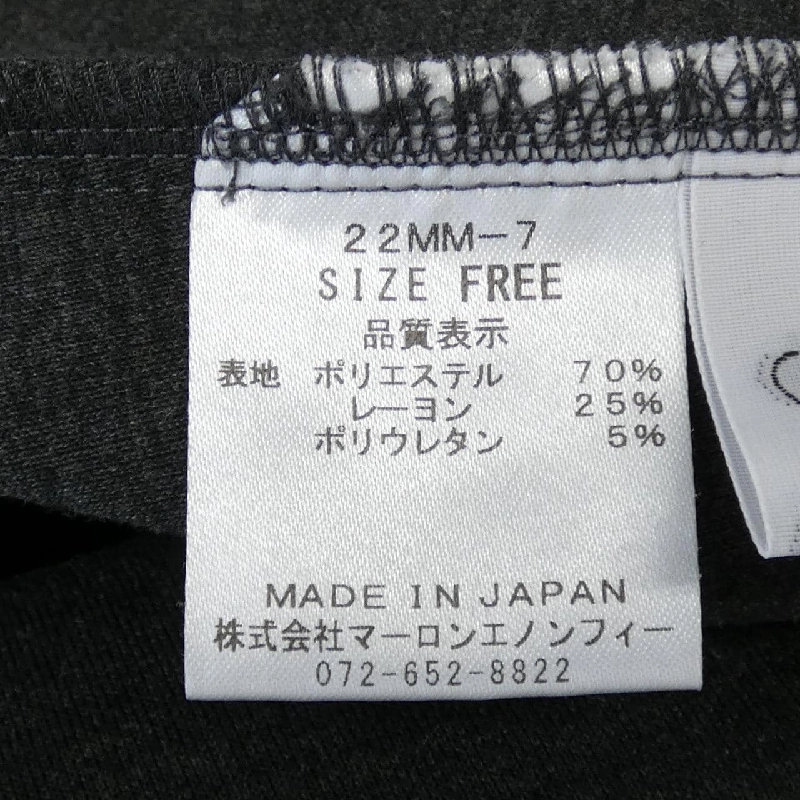 22MM-7
SIZE FREE
品質表示
表地 ポリエステル 70%
レーヨン 25%
ポリウレタン 5%
MADE IN JAPAN
株式会社マーロンエノンフィー
072-652-8822